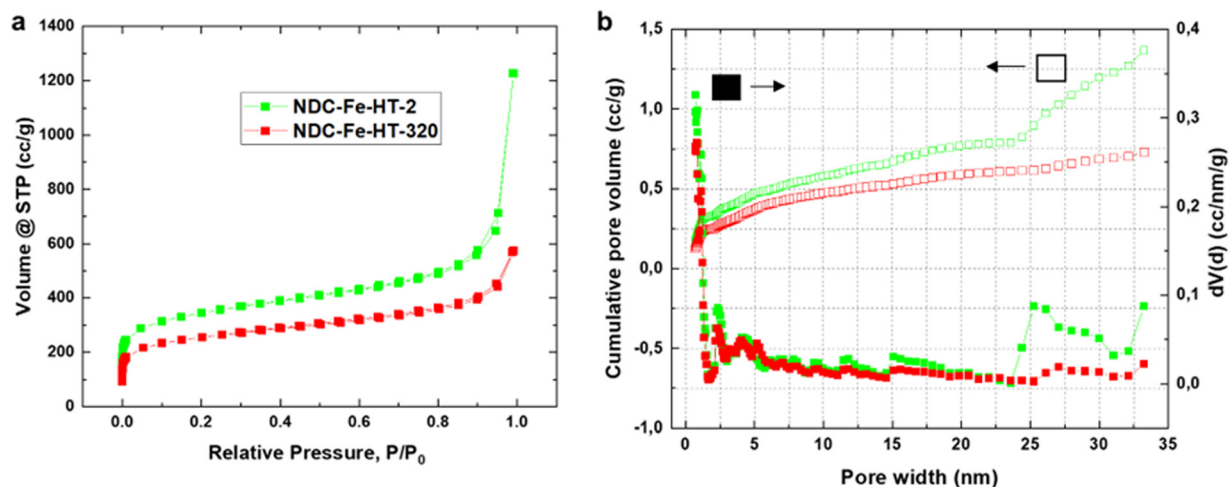 a
1400
1200
1000
800
600
400
200
0
Volume @ STP (cc/g)
NDC-Fe-HT-2
NDC-Fe-HT-320
0.0 0.2 0.4 0.6 0.8 1.0
Relative Pressure, P/P0
b
1,5
1,0
0,5
0,0
-0,5
-1,0
Cumulative pore volume (cc/g)
0,4
0,3
0,2
0,1
0,0
dV(d) (cc/nm/g)
0 5 10 15 20 25 30 35
Pore width (nm)